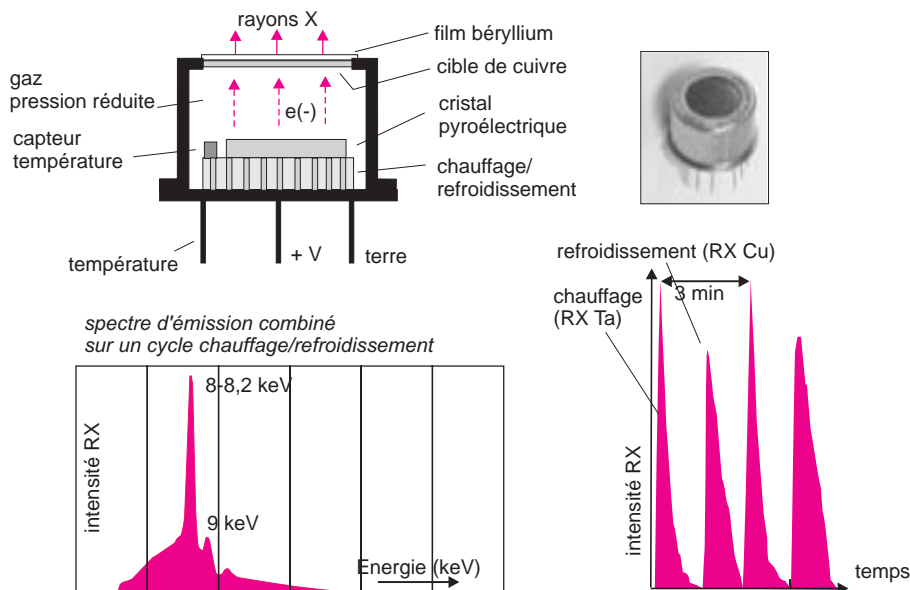 rayons X
film béryllium
cible de cuivre
gaz
pression réduite
e(-)
cristal
pyroélectrique
capteur
température
chauffage/
refroidissement
température
+ V
terre
refroidissement (RX Cu)
3 min
chauffage
(RX Ta)
intensité RX
temps
spectre d'émission combiné
sur un cycle chauffage/refroidissement
8-8,2 keV
9 keV
intensité RX
Energie (keV)